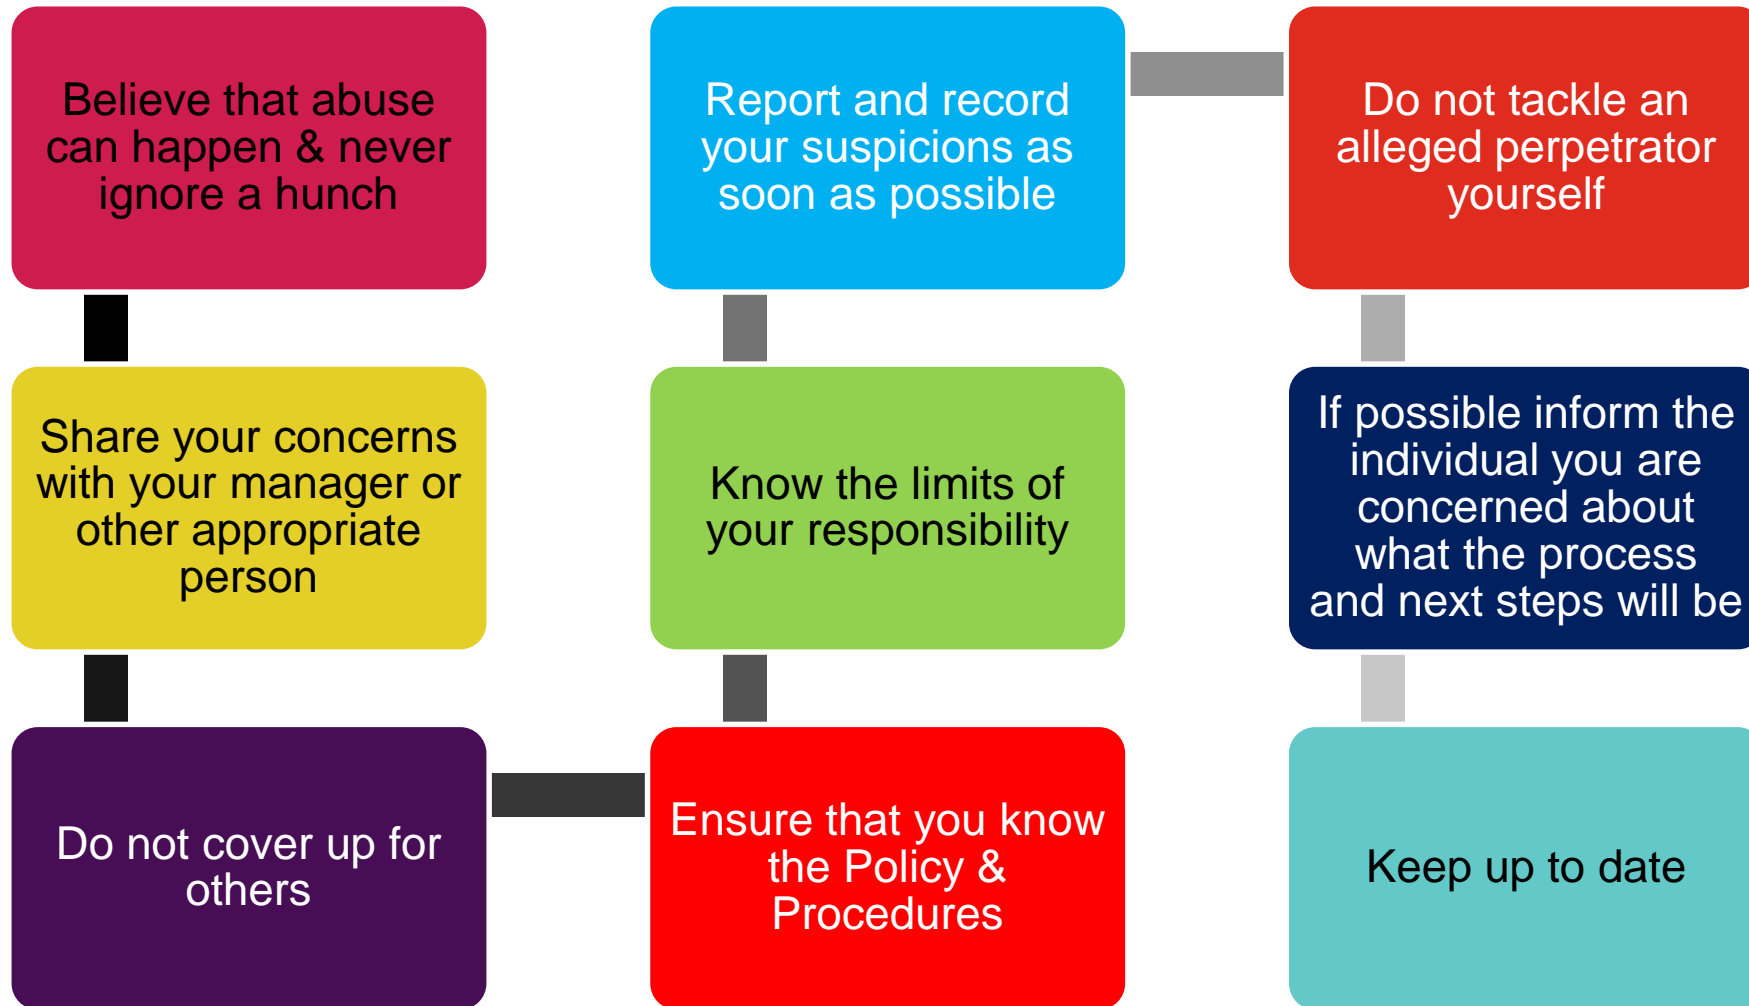 Believe that abuse
can happen & never
ignore a hunch
Share your concerns
with your manager or
other appropriate
person
Do not cover up for
others
Ensure that you know
the Policy &
Procedures
Know the limits of
your responsibility
Report and record
your suspicions as
soon as possible
Do not tackle an
alleged perpetrator
yourself
If possible inform the
individual you are
concerned about
what the process
and next steps will be
Keep up to date